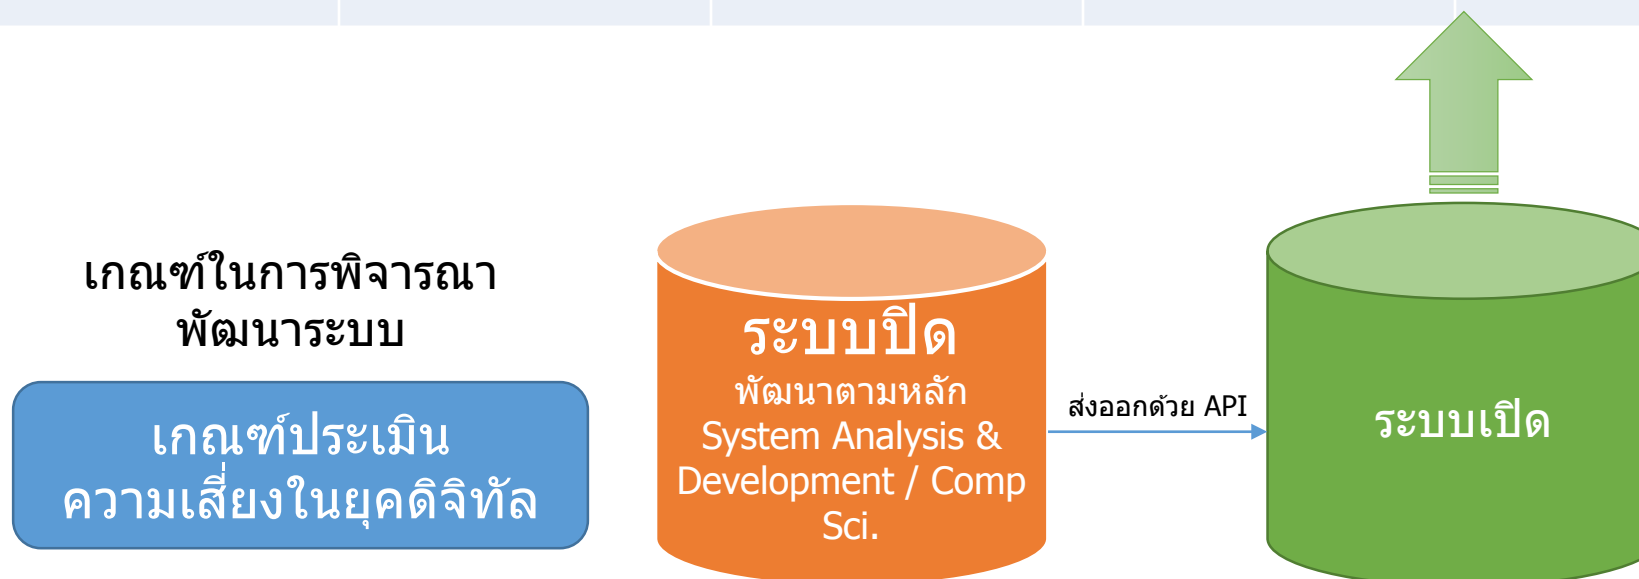 เกณฑ์ในการพิจารณา
พัฒนาระบบ
เกณฑ์ประเมิน
ความเสี่ยงในยุคดิจิทัล
ระบบปิด
พัฒนาตามหลัก
System Analysis &
Development / Comp
Sci.
ส่งออกด้วย API
ระบบเปิด